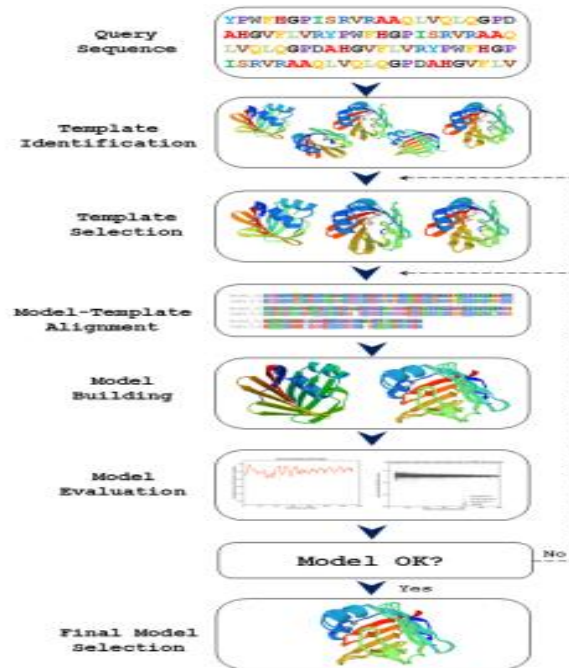 YPWFHGPISRVRAAQLVQLQGPD
AHGVFLVRYPWFHGPISRVRAAQ
LVQLQGPDAHGVFLVRYPWFHGP
ISRVRAAQLVQLQGPDAHGVFLV
Query
Sequence
Template
Identification
Template
Selection
Model-Template
Alignment
Model
Building
Model
Evaluation
Model OK?
No
Yes
Final Model
Selection